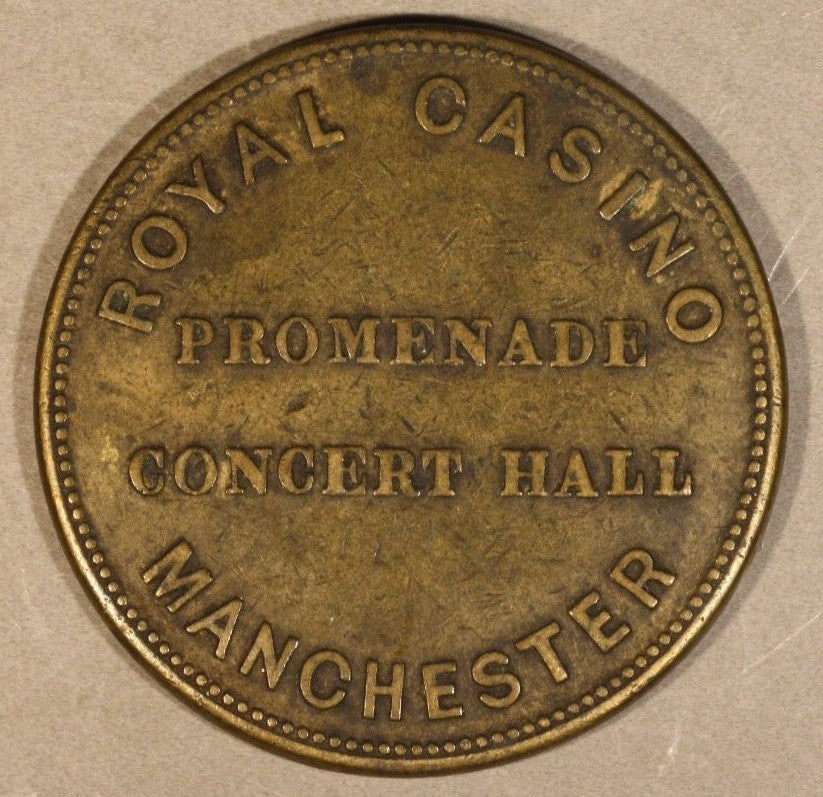 ROYAL CASINO
PROMENADE
CONCERT HALL
MANCHESTER